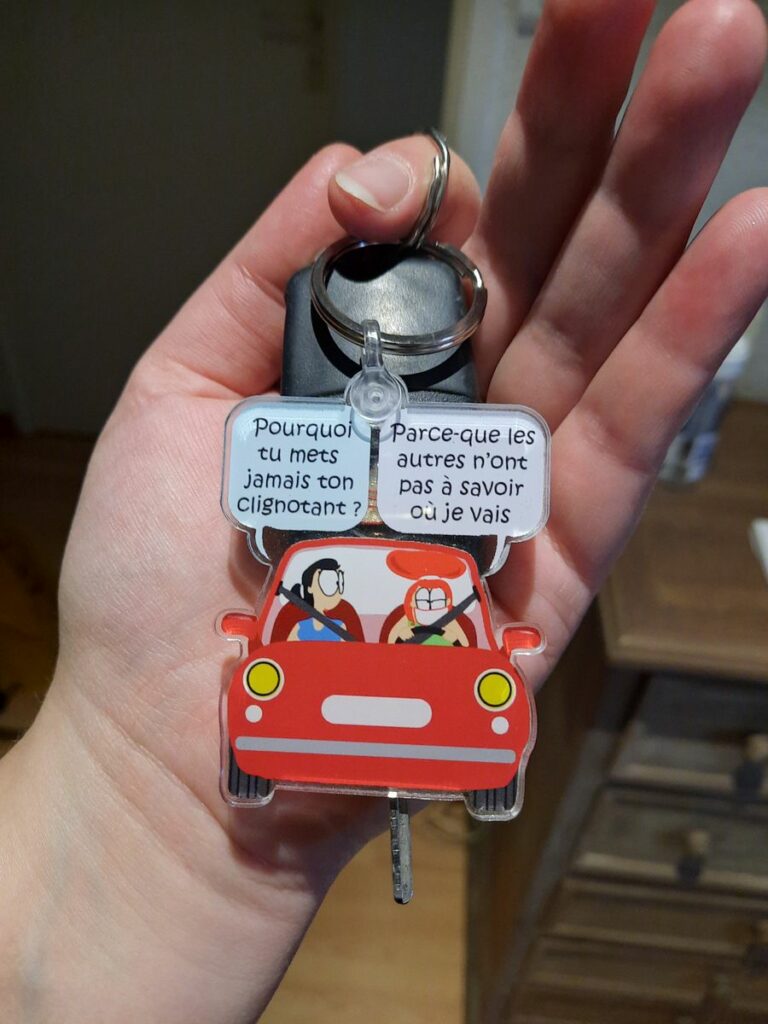 Pourquoi
tu mets
jamais ton
clignotant ?
Parce-que les
autres n'ont
pas à savoir
où je vais